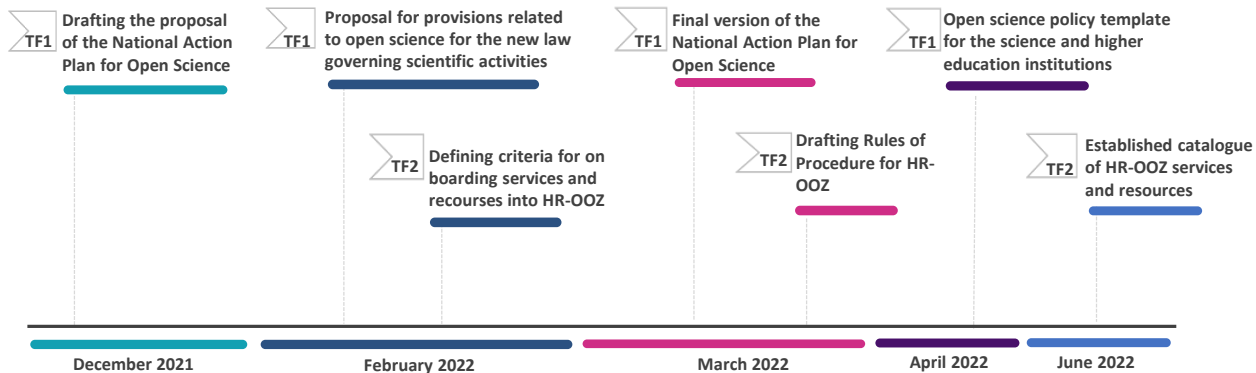 TF1
Drafting the proposal
of the National Action
Plan for Open Science
TF1
Proposal for provisions related
to open science for the new law
governing scientific activities
TF1
Final version of the
National Action Plan for
Open Science
TF1
Open science policy template
for the science and higher
education institutions
TF2
Defining criteria for on
boarding services and
recourses into HR-OOZ
TF2
Drafting Rules of
Procedure for HR-
OOZ
TF2
Established catalogue
of HR-OOZ services
and resources
December 2021
February 2022
March 2022
April 2022
June 2022